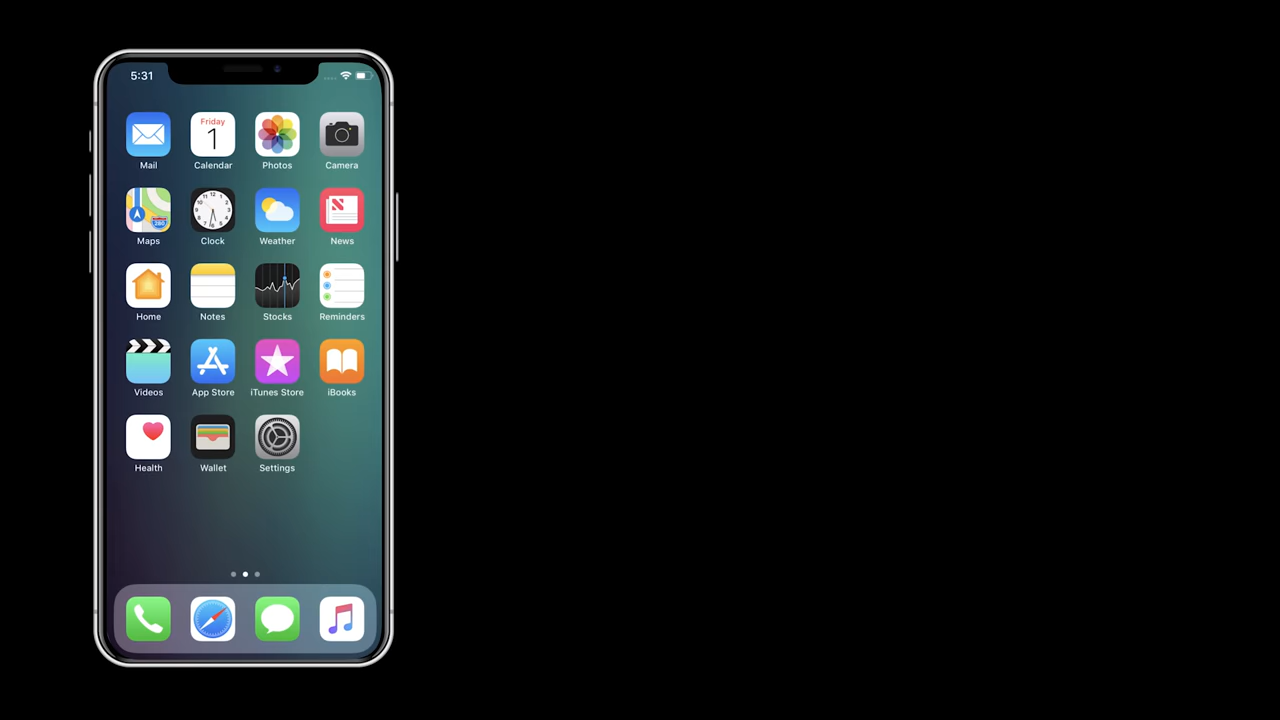 5:31
Friday
1
Mail Calendar Photos Camera
280
Maps Clock Weather News
Home Notes Stocks Reminders
Videos App Store iTunes Store iBooks
Health Wallet Settings